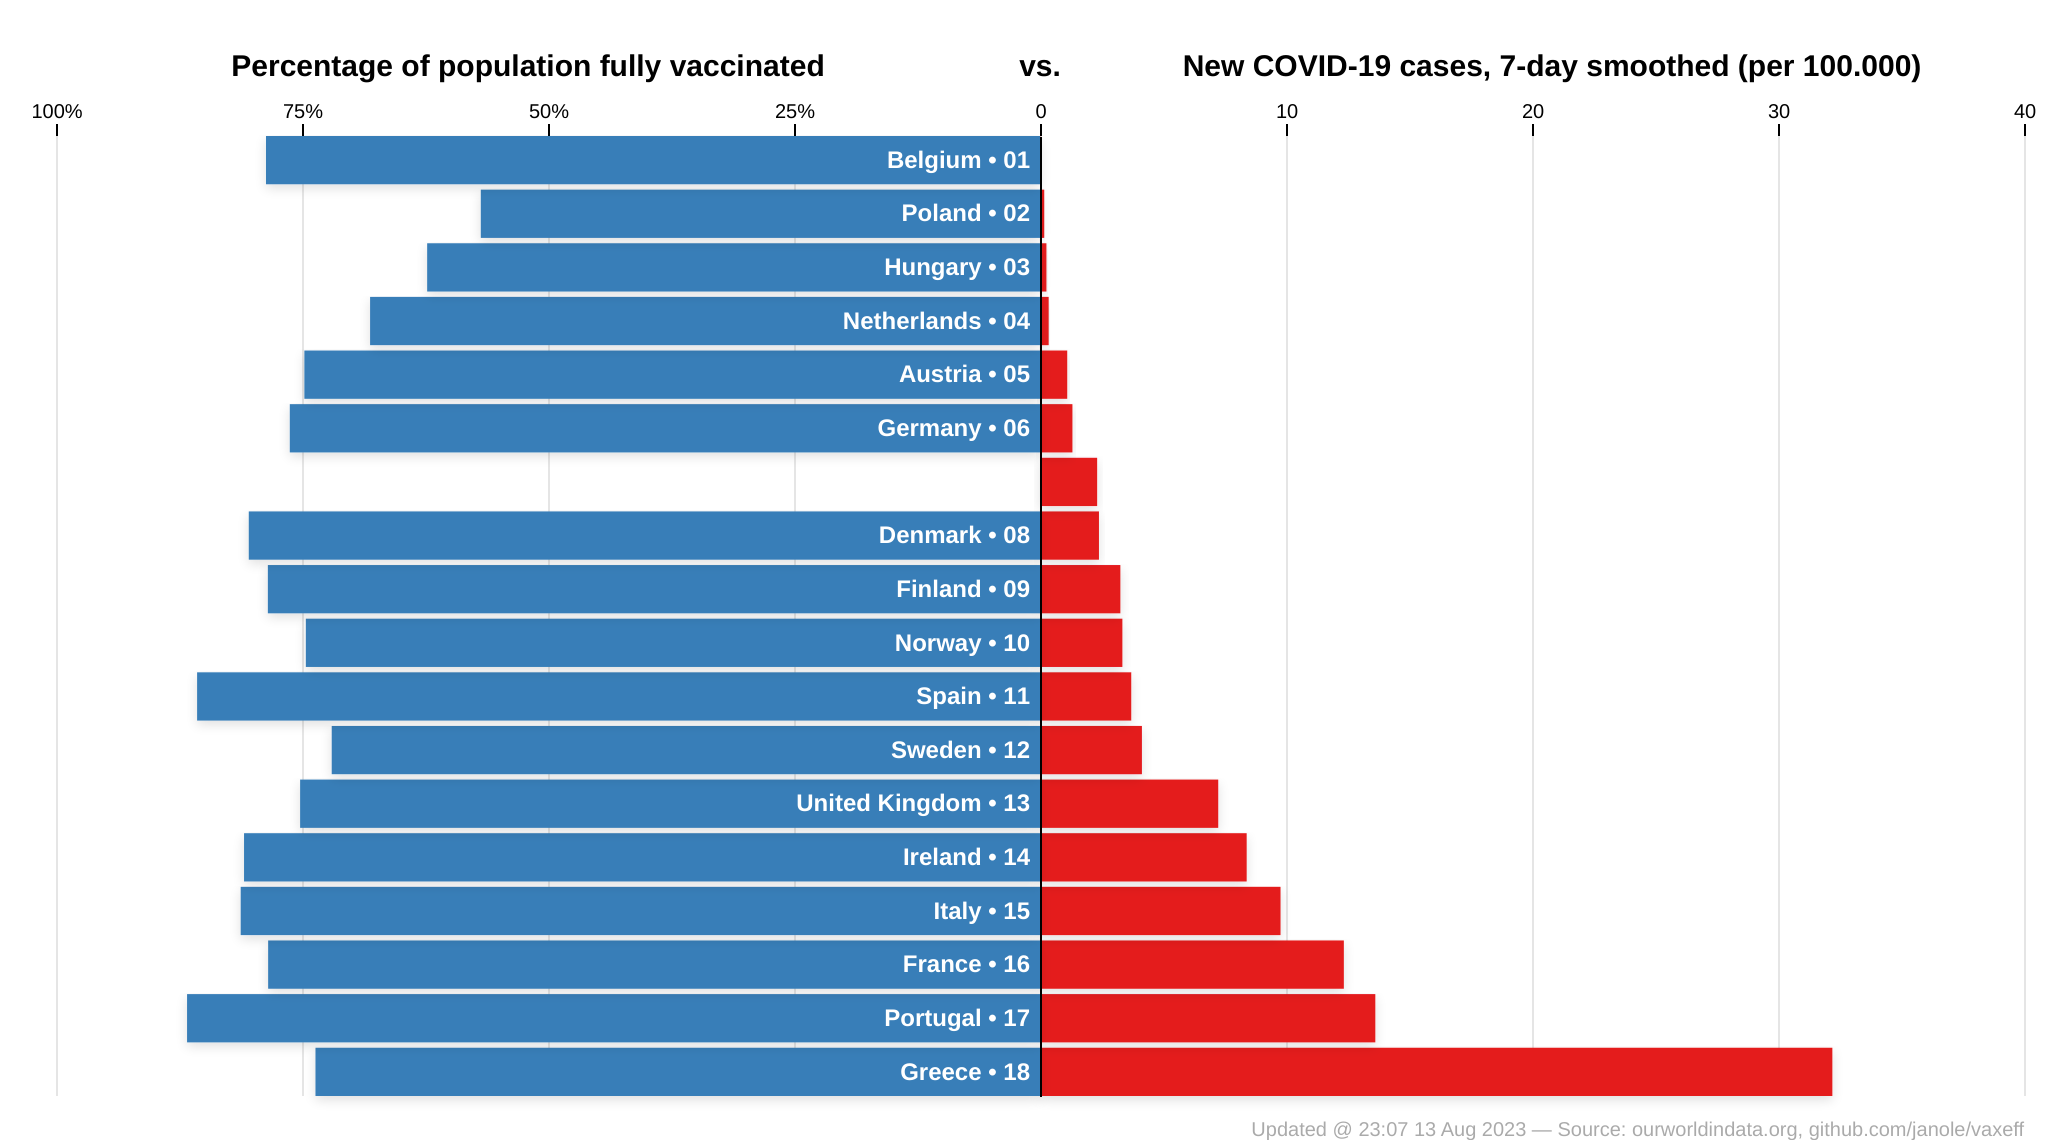 Percentage of population fully vaccinated vs. New COVID-19 cases, 7-day smoothed (per 100.000)
100% 75% 50% 25% 0 10 20 30 40
Belgium • 01
Poland • 02
Hungary • 03
Netherlands • 04
Austria • 05
Germany • 06
Denmark • 08
Finland • 09
Norway • 10
Spain • 11
Sweden • 12
United Kingdom • 13
Ireland • 14
Italy • 15
France • 16
Portugal • 17
Greece • 18
Updated @ 23:07 13 Aug 2023 — Source: ourworldindata.org, github.com/janole/vaxeff